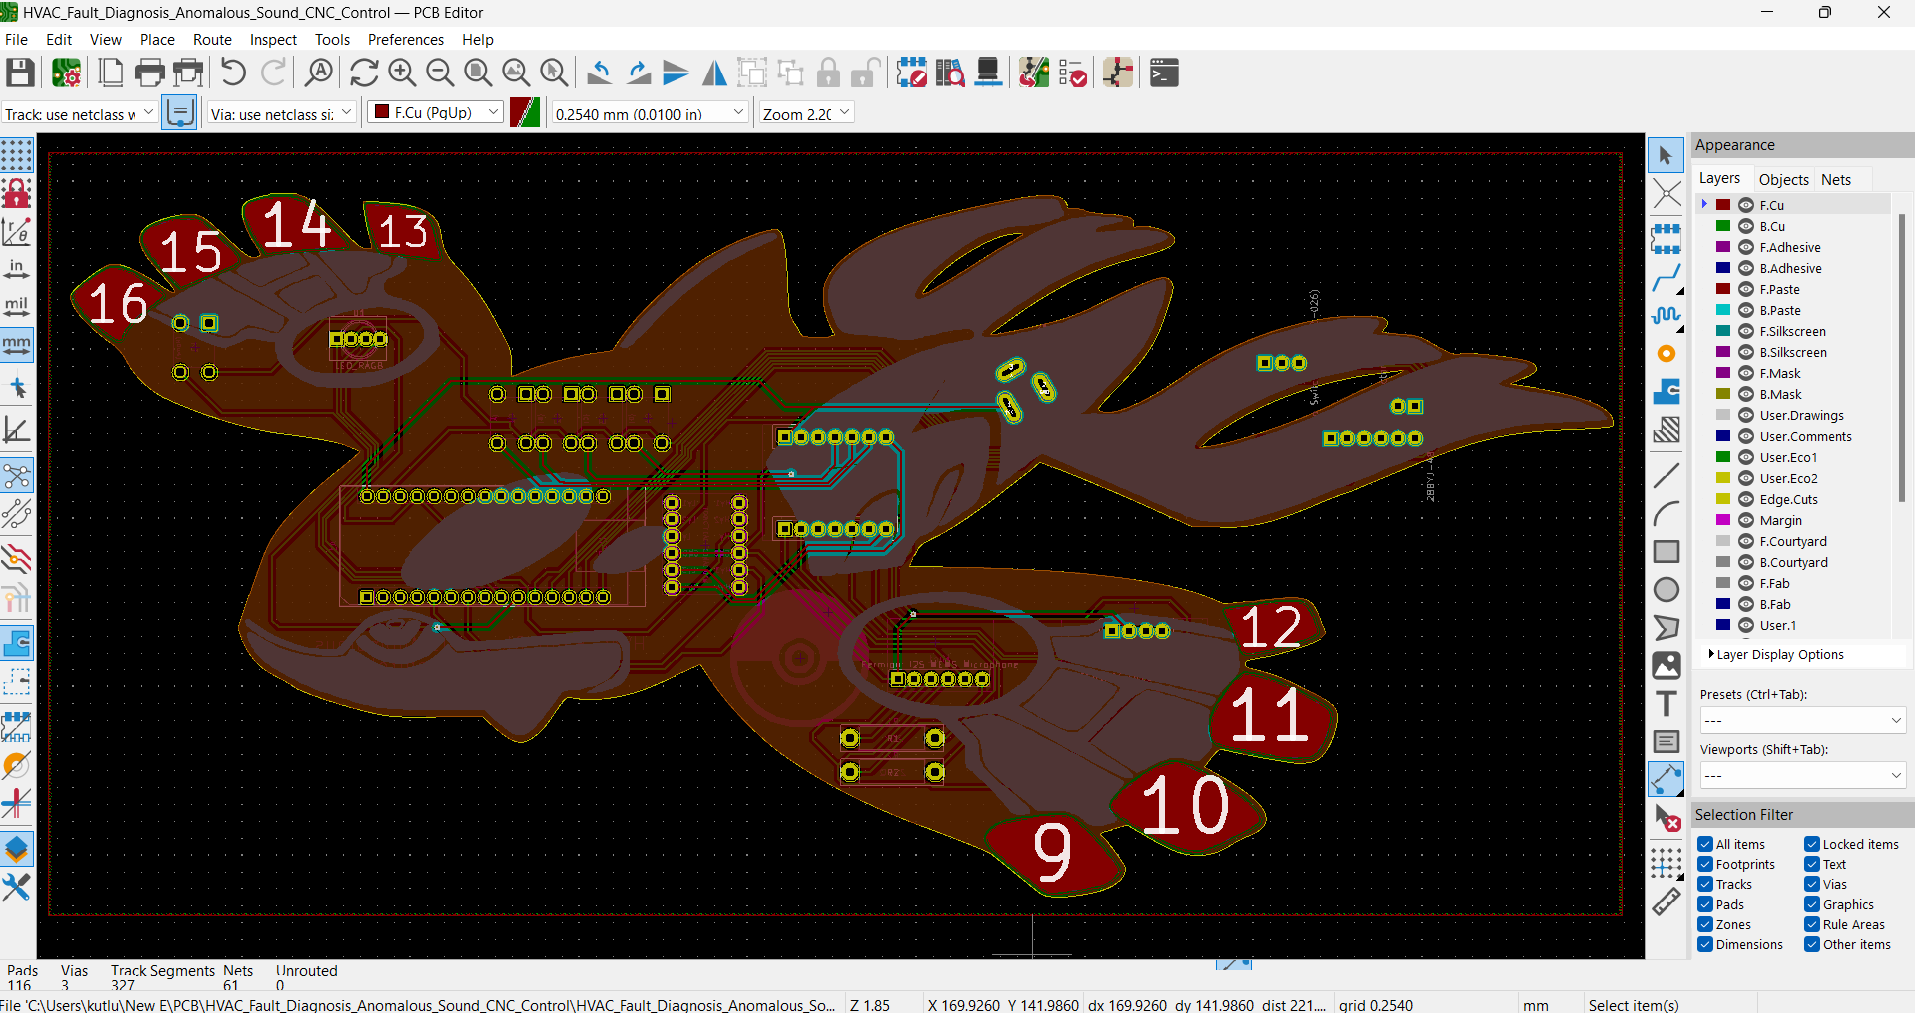 HVAC_Fault_Diagnosis_Anomalous_Sound_CNC_Control — PCB Editor
File Edit View Place Route Inspect Tools Preferences Help
Track: use netclass w Via: use netclass siz F.Cu (PgUp) 0.2540 mm (0.0100 in) Zoom 2.20
in
mil
mm
14
13
15
16
LED_RAGB
12
Fermion I2S MEMS Microphone
11
R1
R2
10
9
Appearance
Layers Objects Nets
F.Cu
B.Cu
F.Adhesive
B.Adhesive
F.Paste
B.Paste
F.Silkscreen
B.Silkscreen
F.Mask
B.Mask
User.Drawings
User.Comments
User.Eco1
User.Eco2
Edge.Cuts
Margin
F.Courtyard
B.Courtyard
F.Fab
B.Fab
User.1
Layer Display Options
Presets (Ctrl+Tab):
---
Viewports (Shift+Tab):
---
Selection Filter
All items Locked items
Footprints Text
Tracks Vias
Pads Graphics
Zones Rule Areas
Dimensions Other items
Pads Vias Track Segments Nets Unrouted
116 3 327 61 0
File 'C:\Users\kutlu\New E\PCB\HVAC_Fault_Diagnosis_Anomalous_Sound_CNC_Control\HVAC_Fault_Diagnosis_Anomalous_So... Z 1.85 X 169.9260 Y 141.9860 dx 169.9260 dy 141.9860 dist 221.... grid 0.2540 mm Select item(s)